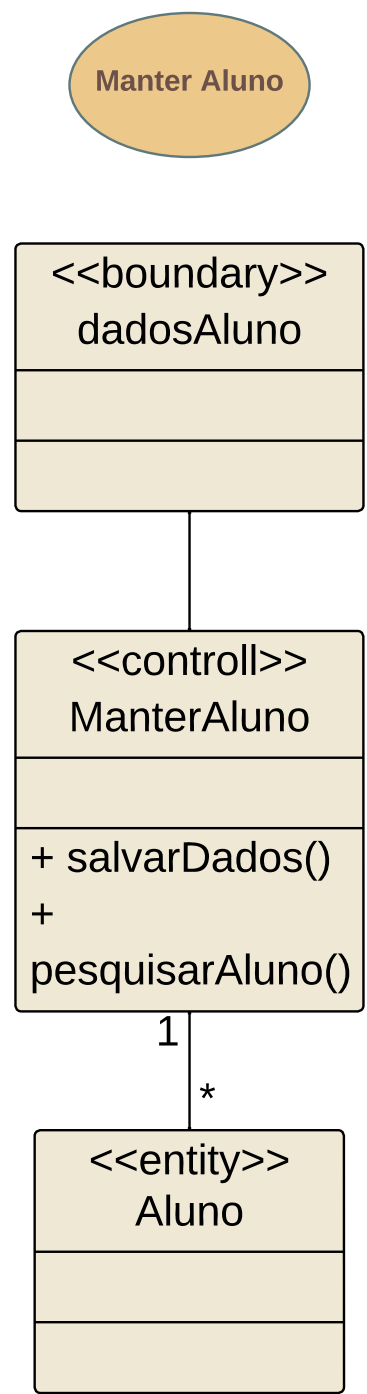 Manter Aluno
<<boundary>>
dadosAluno
<<controll>>
ManterAluno
+ salvarDados()
+
pesquisarAluno()
1
*
<<entity>>
Aluno